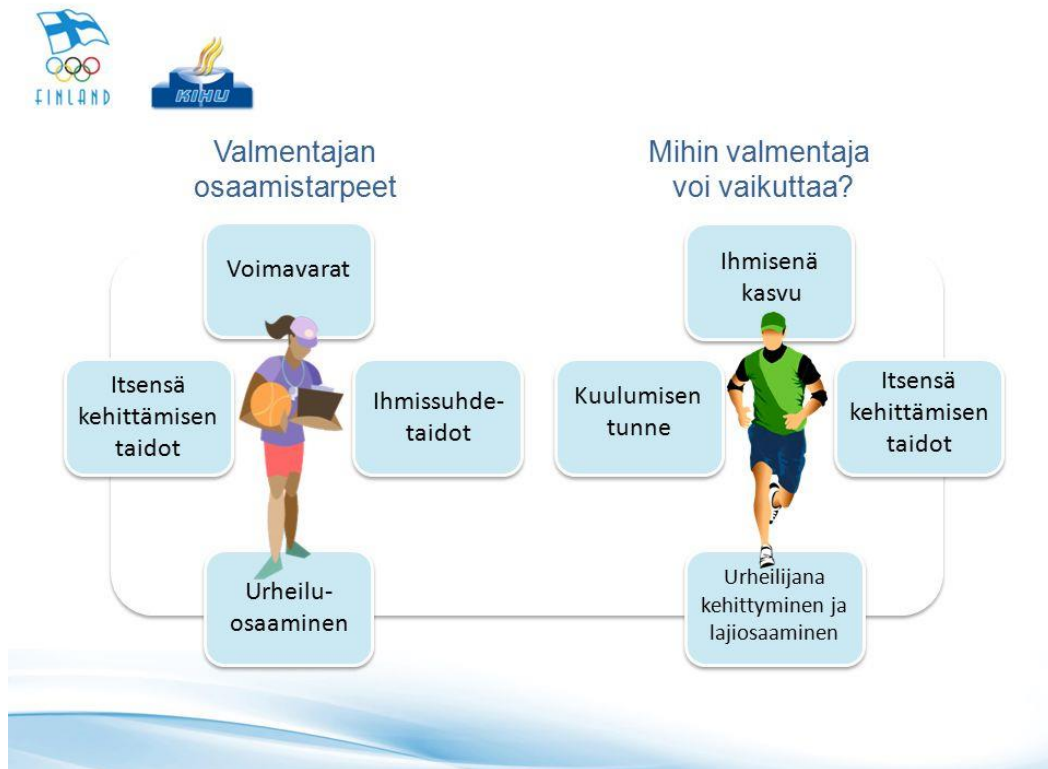 FINLAND
KIHU
Valmentajan
osaamistarpeet
Mihin valmentaja
voi vaikuttaa?
Voimavarat
Itsensä
kehittämisen
taidot
Ihmissuhde-
taidot
Urheilu-
osaaminen
Ihmisenä
kasvu
Kuulumisen
tunne
Itsensä
kehittämisen
taidot
Urheilijana
kehittyminen ja
lajiosaaminen